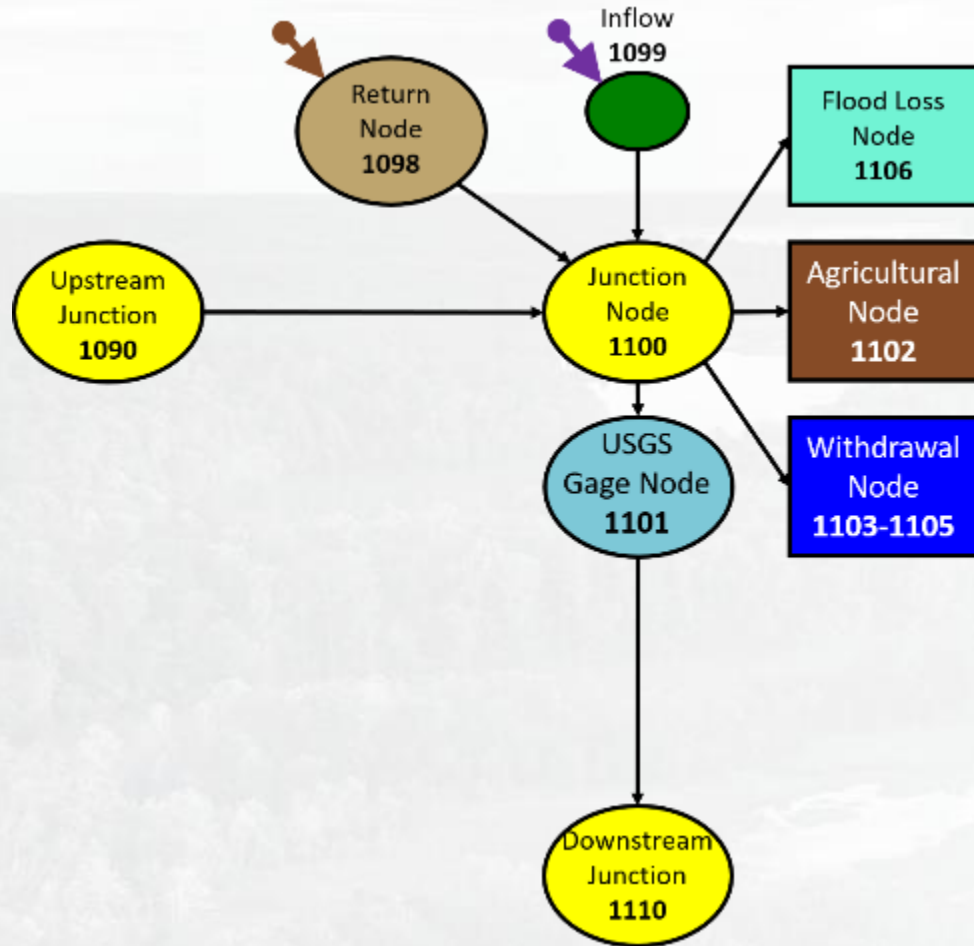 Inflow
1099
Return
Node
1098
Flood Loss
Node
1106
Upstream
Junction
1090
Junction
Node
1100
Agricultural
Node
1102
USGS
Gage Node
1101
Withdrawal
Node
1103-1105
Downstream
Junction
1110